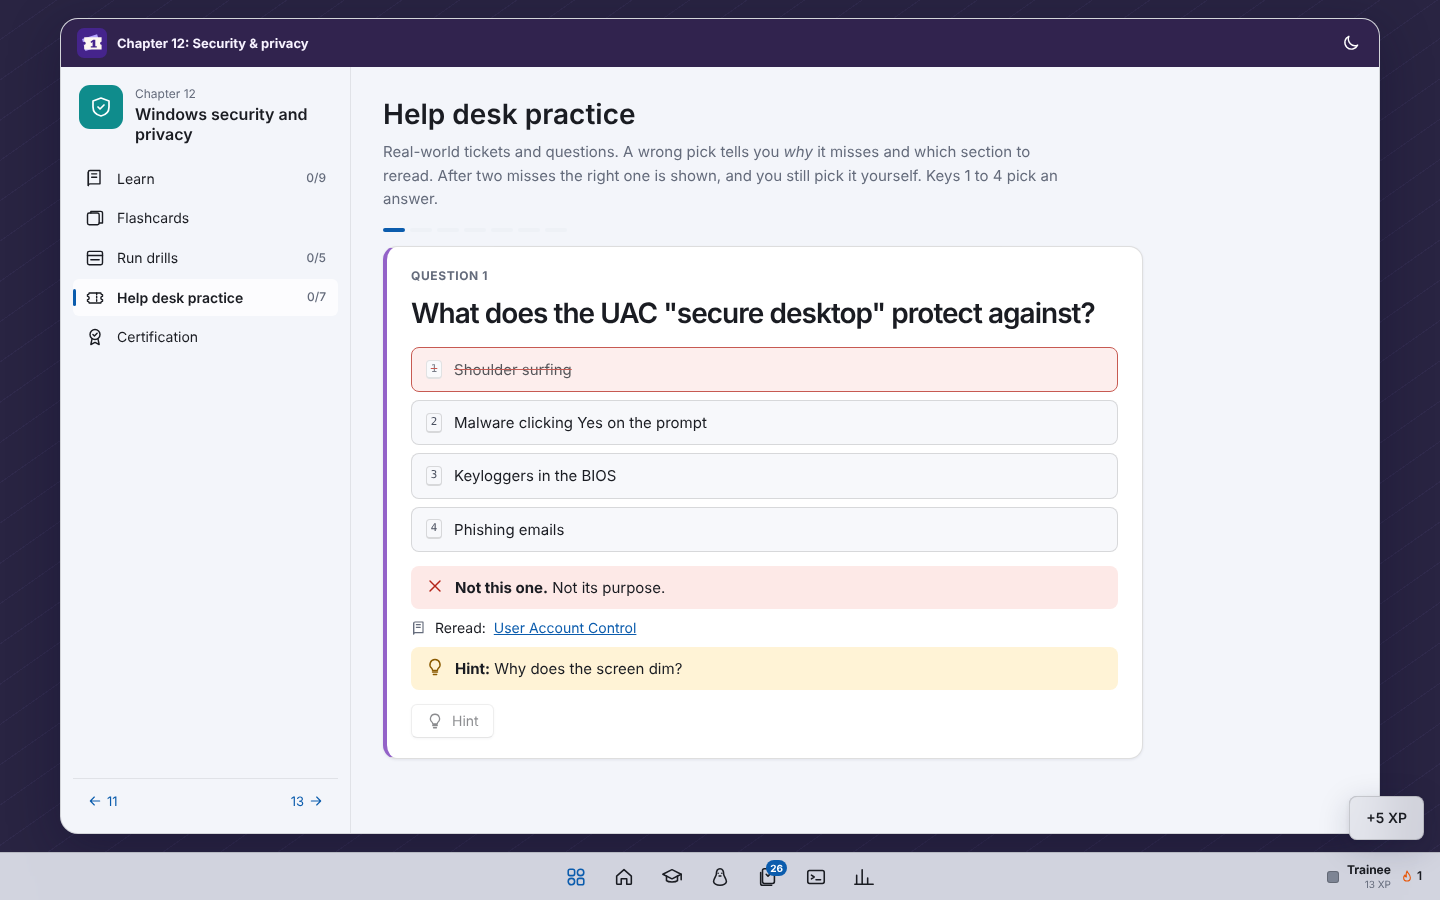 1 Chapter 12: Security & privacy
Chapter 12
Windows security and
privacy
Learn 0/9
Flashcards
Run drills 0/5
Help desk practice 0/7
Certification
← 11 13 →
Help desk practice
Real-world tickets and questions. A wrong pick tells you why it misses and which section to
reread. After two misses the right one is shown, and you still pick it yourself. Keys 1 to 4 pick an
answer.
QUESTION 1
What does the UAC "secure desktop" protect against?
1 Shoulder surfing
2 Malware clicking Yes on the prompt
3 Keyloggers in the BIOS
4 Phishing emails
Not this one. Not its purpose.
Reread: User Account Control
Hint: Why does the screen dim?
Hint
+5 XP
26
Trainee
13 XP
1